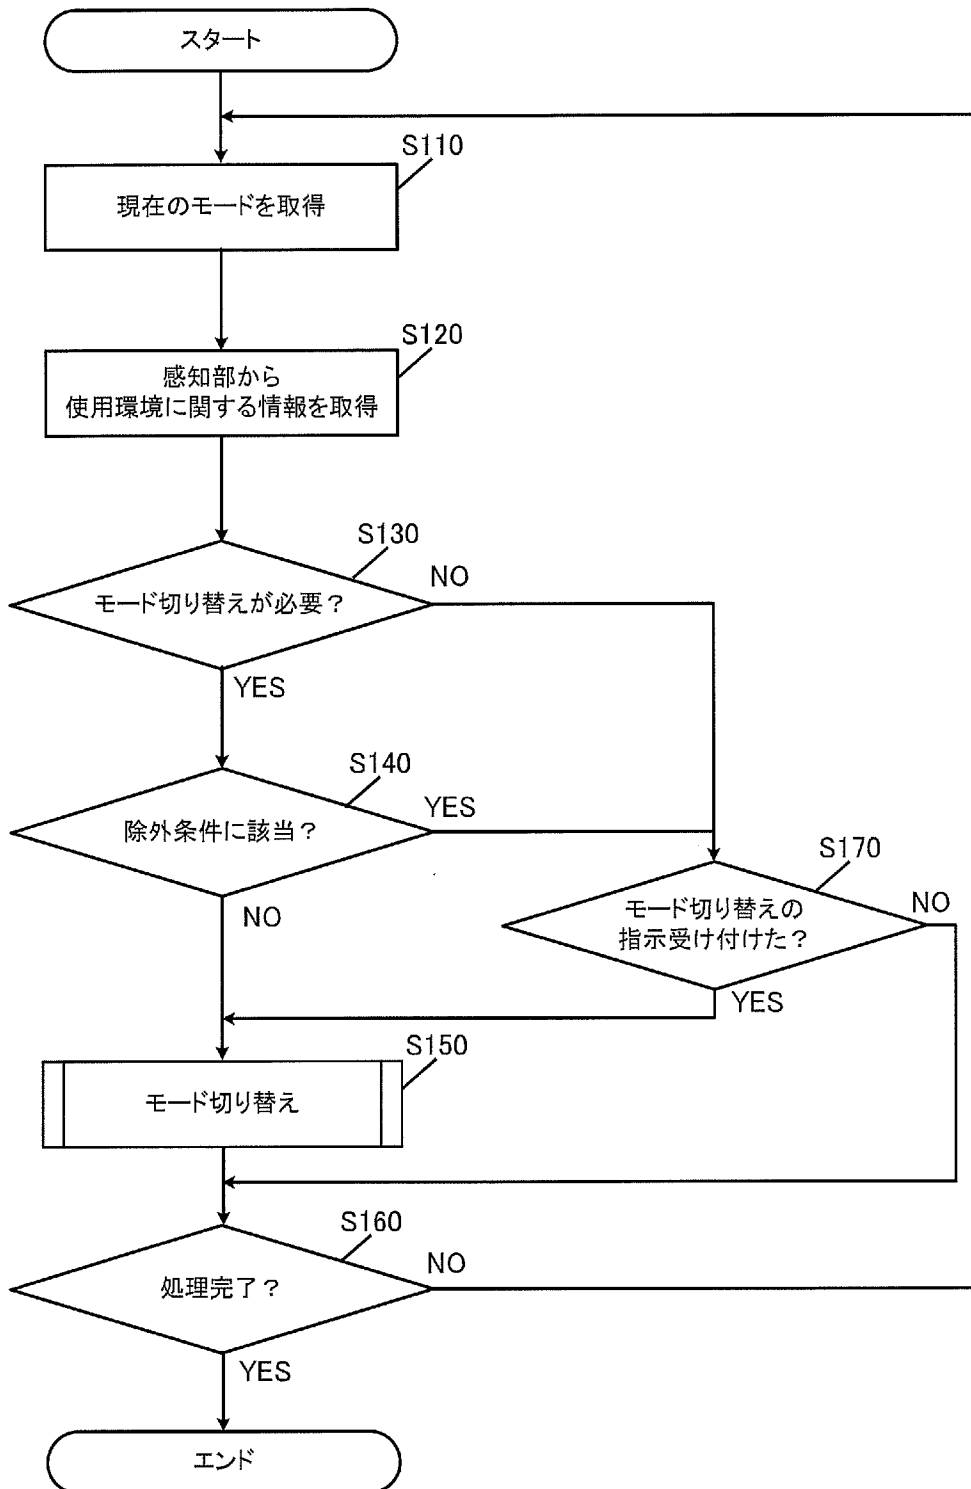 スタート
S110
現在のモードを取得
S120
感知部から
使用環境に関する情報を取得
S130
モード切り替えが必要？
NO
YES
S140
除外条件に該当？
YES
NO
S170
モード切り替えの
指示受け付けた？
NO
YES
S150
モード切り替え
S160
処理完了？
NO
YES
エンド